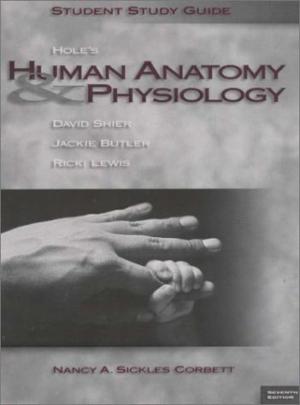 STUDENT STUDY GUIDE
HOLE'S
HUMAN ANATOMY
& PHYSIOLOGY
DAVID SHIER
JACKIE BUTLER
RICKI LEWIS
NANCY A. SICKLES CORBETT
SEVENTH
EDITION